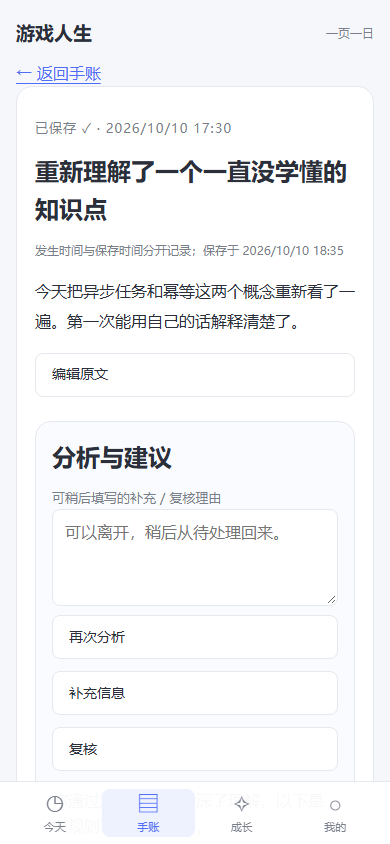 游戏人生
一页一日
← 返回手账
已保存 ✓ · 2026/10/10 17:30
重新理解了一个一直没学懂的
知识点
发生时间与保存时间分开记录；保存于 2026/10/10 18:35
今天把异步任务和幂等这两个概念重新看了一
遍。第一次能用自己的话解释清楚了。
编辑原文
分析与建议
可稍后填写的补充 / 复核理由
可以离开，稍后从待处理回来。
再次分析
补充信息
复核
今天
手账
成长
我的